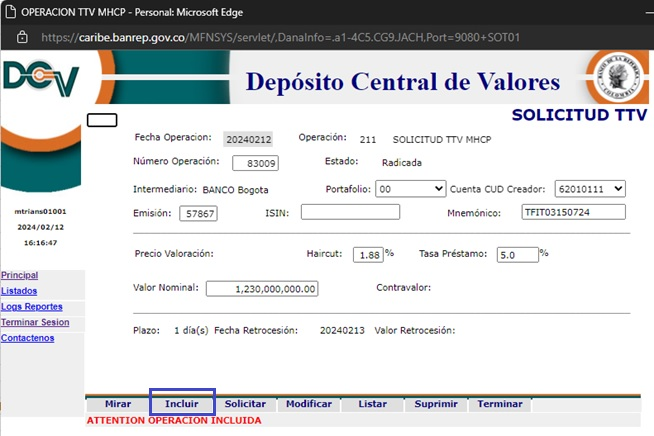 OPERACION TTV MHCP - Personal: Microsoft Edge
https://caribe.banrep.gov.co/MFNSYS/servlet/,DanaInfo=.a1-4C5.CG9.JACH,Port=9080+SOT01
DCV
Depósito Central de Valores
BANCO DE LA REPUBLICA
COLOMBIA
SOLICITUD TTV
Fecha Operacion: 20240212 Operación: 211 SOLICITUD TTV MHCP
Número Operación: 83009 Estado: Radicada
Intermediario: BANCO Bogota Portafolio: 00 Cuenta CUD Creador: 62010111
Emisión: 57867 ISIN: Mnemónico: TFIT03150724
mtrians01001
2024/02/12
16:16:47
Precio Valoración: Haircut: 1.88 % Tasa Préstamo: 5.0 %
Principal
Listados
Valor Nominal: 1,230,000,000.00 Contravalor:
Logs Reportes
Terminar Sesion
Contactenos
Plazo: 1 día(s) Fecha Retrocesión: 20240213 Valor Retrocesión:
Mirar Incluir Solicitar Modificar Listar Suprimir Terminar
ATTENTION OPERACION INCLUIDA